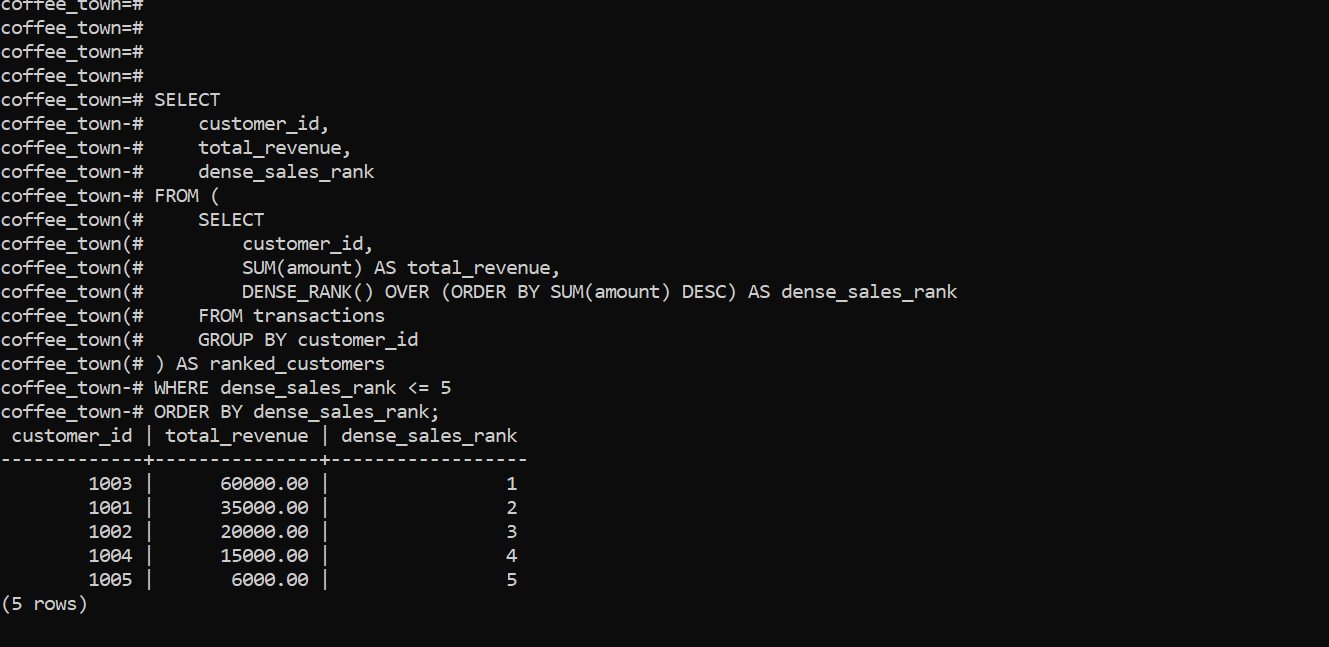 coffee_town=#
coffee_town=#
coffee_town=#
coffee_town=#
coffee_town=# SELECT
coffee_town-#     customer_id,
coffee_town-#     total_revenue,
coffee_town-#     dense_sales_rank
coffee_town-# FROM (
coffee_town(#     SELECT
coffee_town(#         customer_id,
coffee_town(#         SUM(amount) AS total_revenue,
coffee_town(#         DENSE_RANK() OVER (ORDER BY SUM(amount) DESC) AS dense_sales_rank
coffee_town(#     FROM transactions
coffee_town(#     GROUP BY customer_id
coffee_town(# ) AS ranked_customers
coffee_town-# WHERE dense_sales_rank <= 5
coffee_town-# ORDER BY dense_sales_rank;
 customer_id | total_revenue | dense_sales_rank
-------------+---------------+------------------
        1003 |      60000.00 |                1
        1001 |      35000.00 |                2
        1002 |      20000.00 |                3
        1004 |      15000.00 |                4
        1005 |       6000.00 |                5
(5 rows)